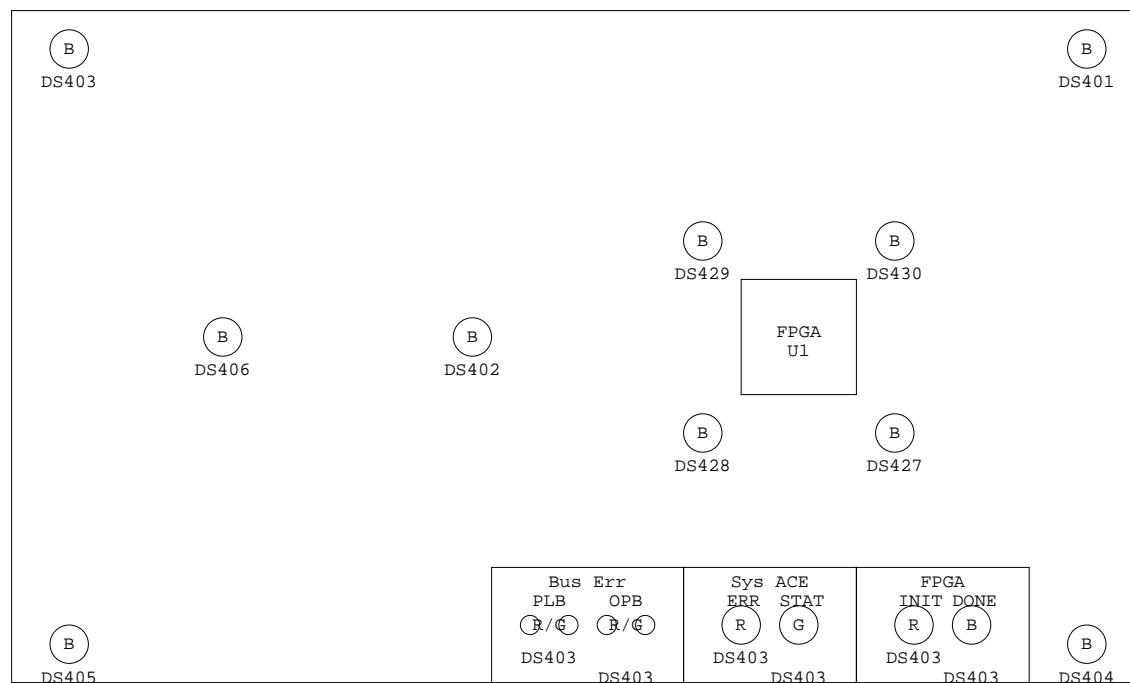 B B
DS403 DS401
B B
DS429 DS430
FPGA
U1
B B
DS406 DS402
B B
DS428 DS427
Bus Err Sys ACE FPGA
PLB OPB ERR STAT INIT DONE
R/G R/G R G R B
B B
DS403 DS403 DS403
DS405 DS403 DS403 DS403 DS404